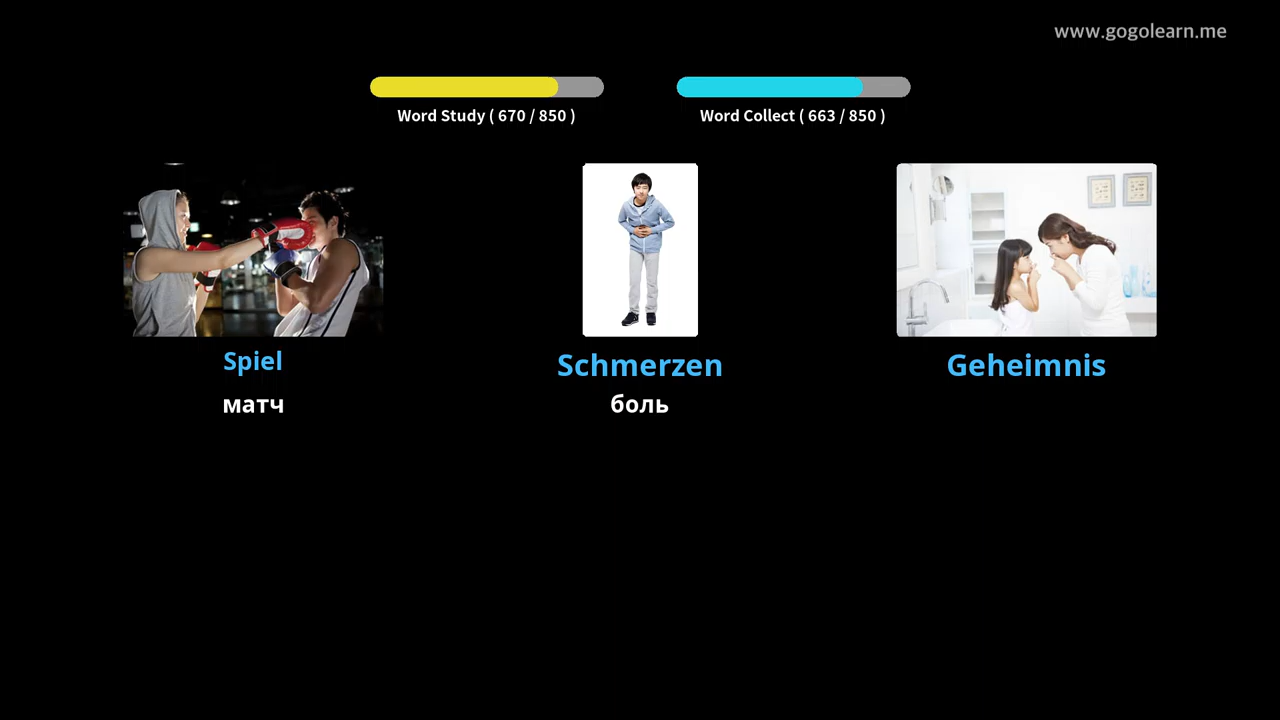 www.gogolearn.me
Word Study ( 670 / 850 )
Word Collect ( 663 / 850 )
Spiel
Schmerzen
Geheimnis
матч
боль